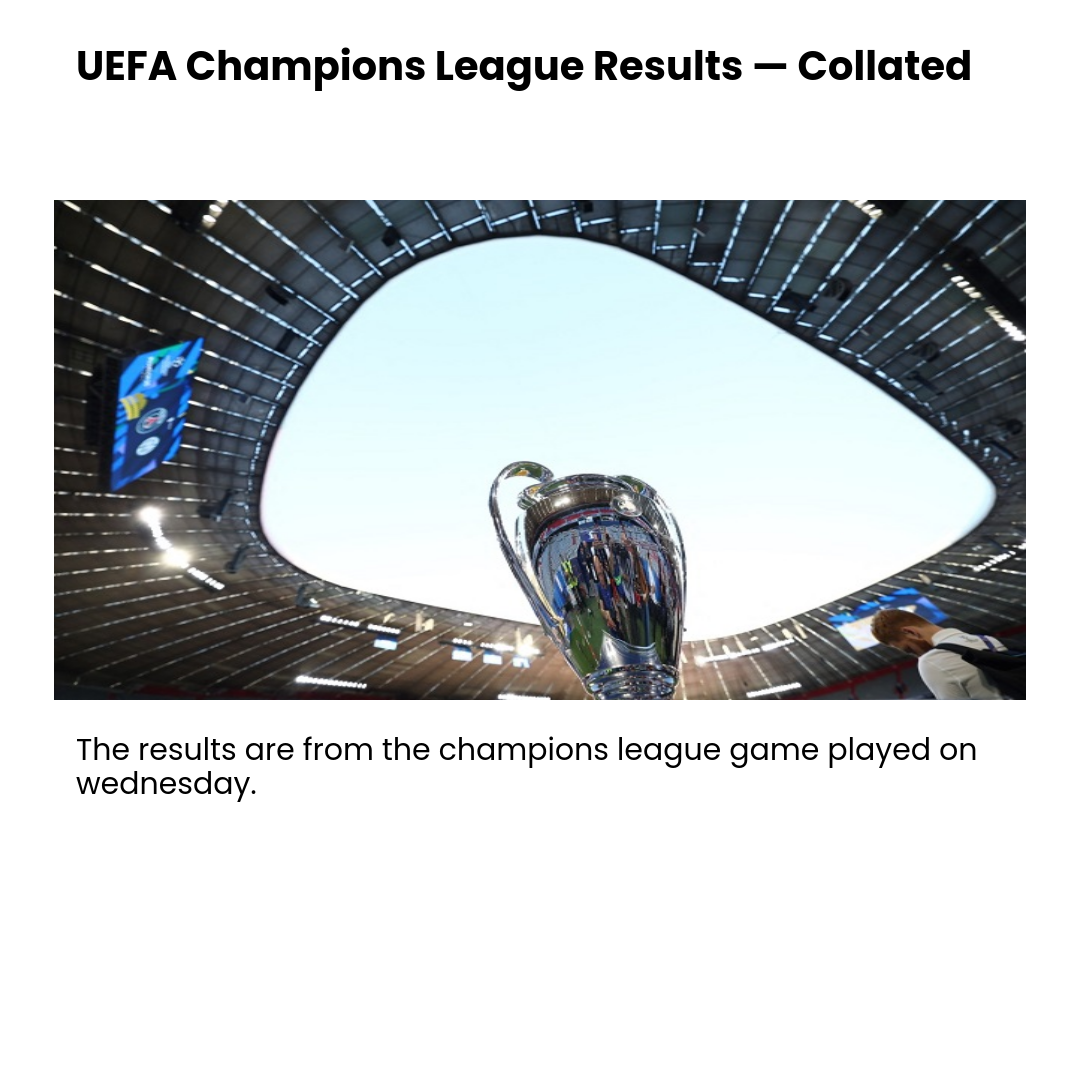 UEFA Champions League Results — Collated
The results are from the champions league game played on
wednesday.